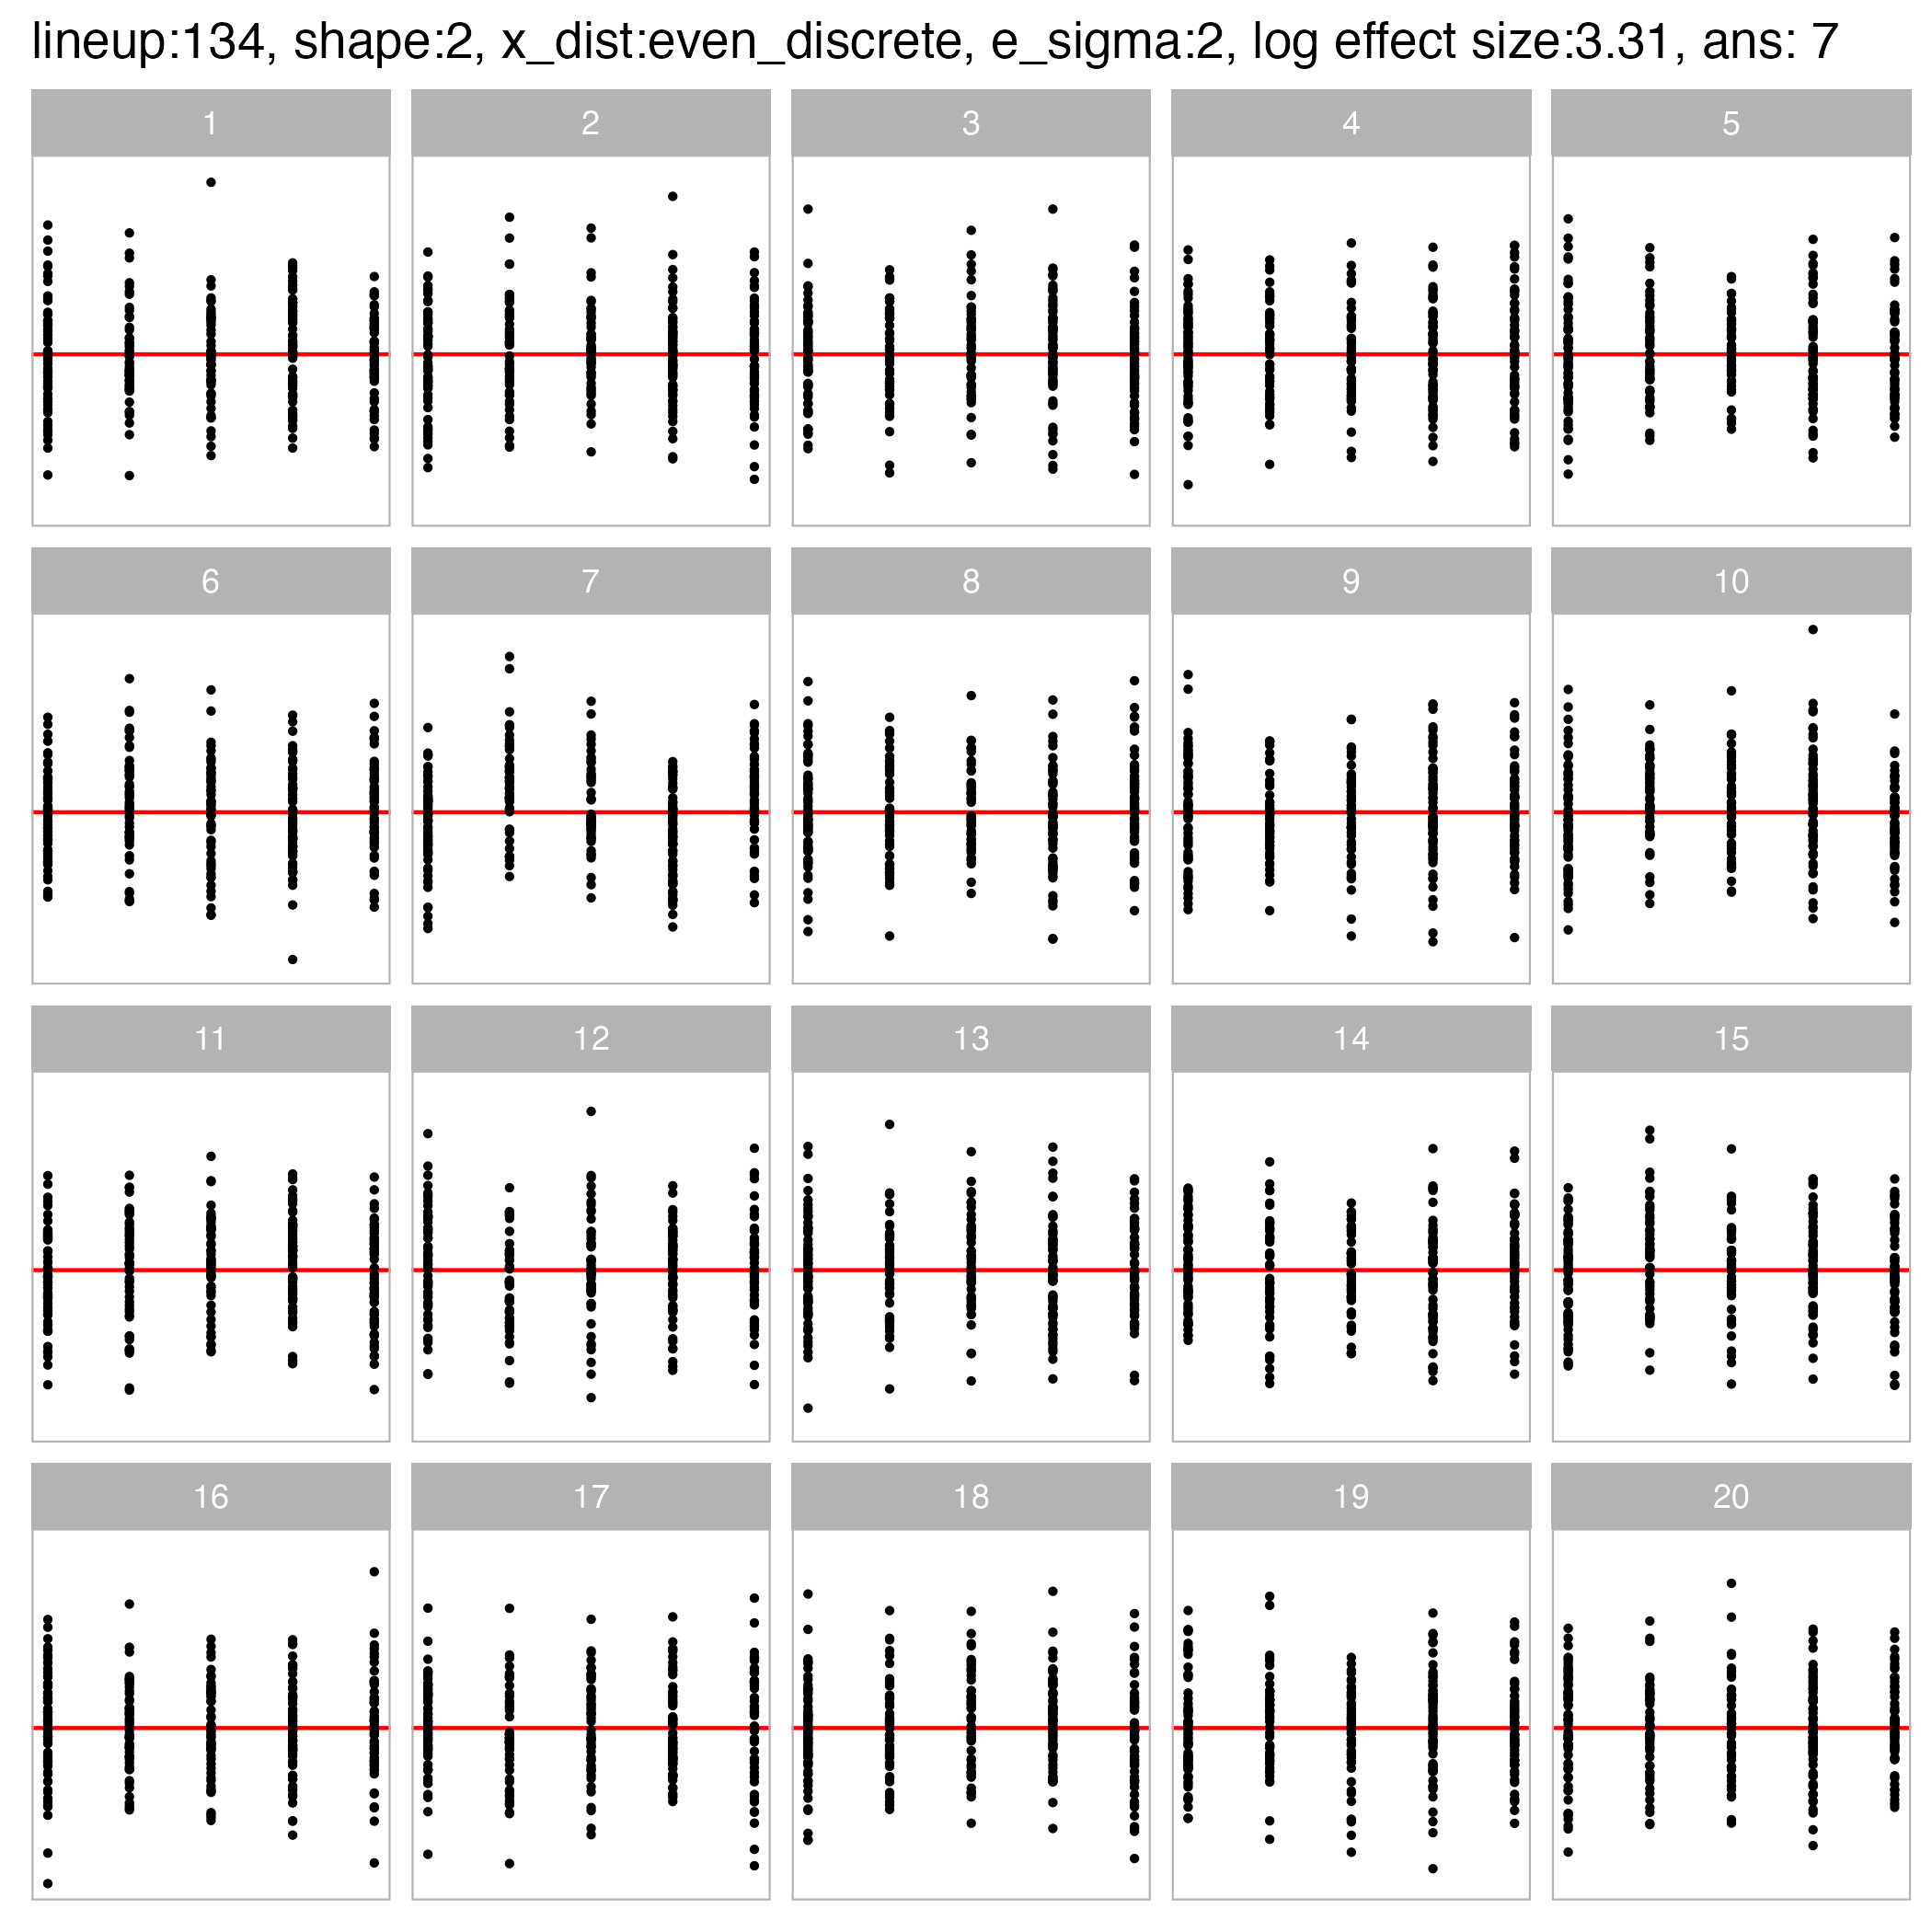 lineup:134, shape:2, x_dist:even_discrete, e_sigma:2, log effect size:3.31, ans: 7
1 2 3 4 5
6 7 8 9 10
11 12 13 14 15
16 17 18 19 20